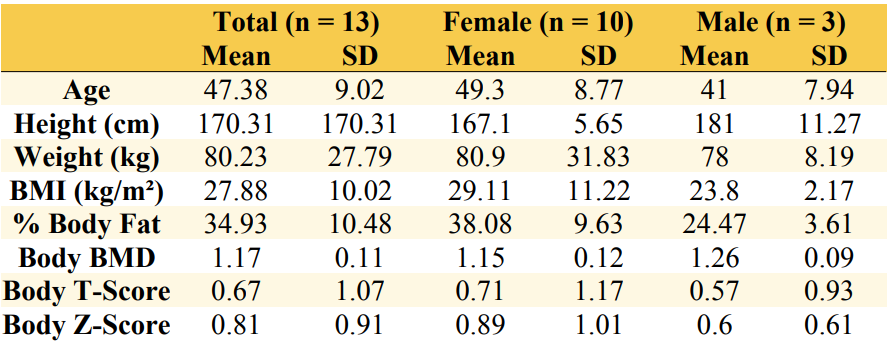 Total (n = 13) Female (n = 10) Male (n = 3)
Mean SD Mean SD Mean SD
Age 47.38 9.02 49.3 8.77 41 7.94
Height (cm) 170.31 170.31 167.1 5.65 181 11.27
Weight (kg) 80.23 27.79 80.9 31.83 78 8.19
BMI (kg/m²) 27.88 10.02 29.11 11.22 23.8 2.17
% Body Fat 34.93 10.48 38.08 9.63 24.47 3.61
Body BMD 1.17 0.11 1.15 0.12 1.26 0.09
Body T-Score 0.67 1.07 0.71 1.17 0.57 0.93
Body Z-Score 0.81 0.91 0.89 1.01 0.6 0.61